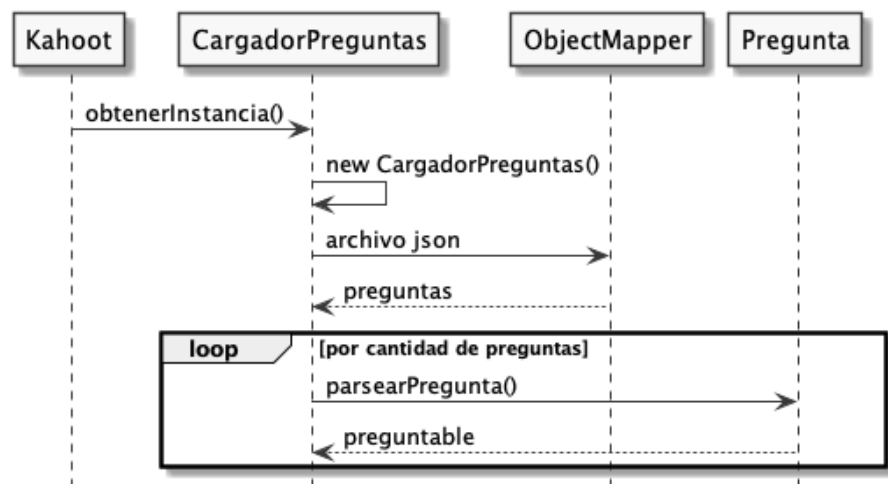 Kahoot CargadorPreguntas ObjectMapper Pregunta
obtenerInstancia()
new CargadorPreguntas()
archivo json
preguntas
loop [por cantidad de preguntas]
parsearPregunta()
preguntable